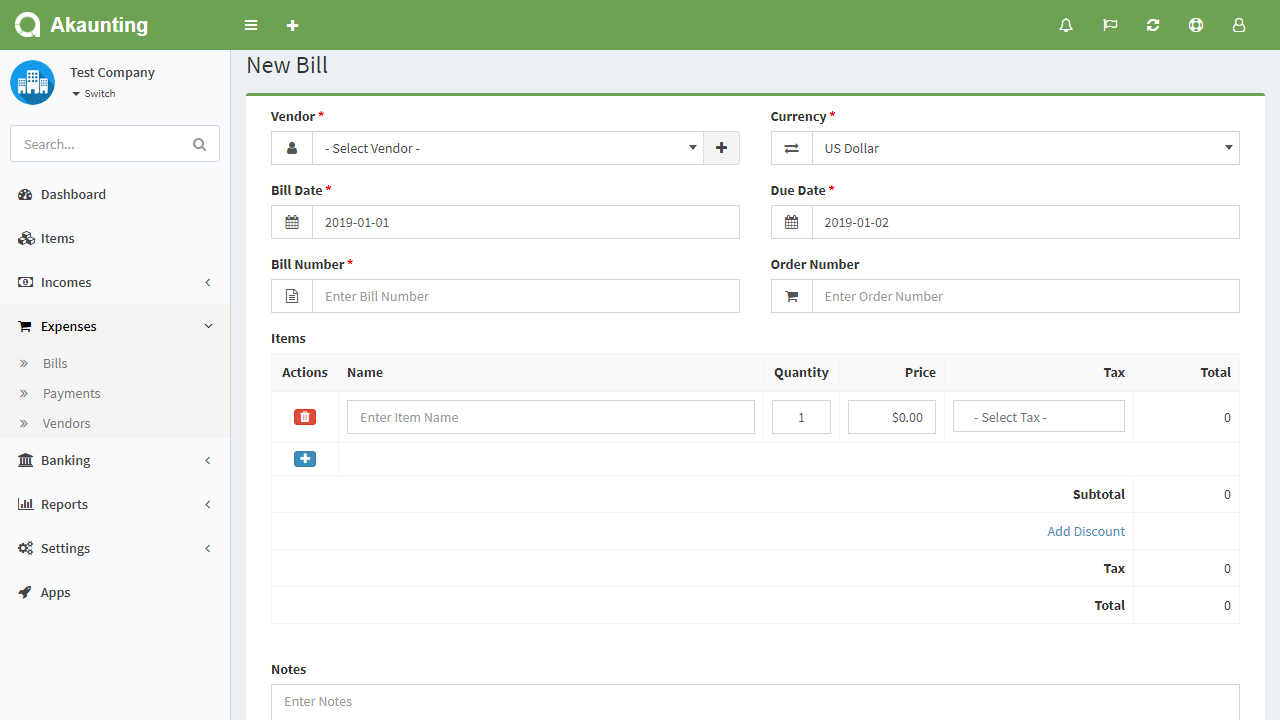 Akaunting
Test Company
Switch
Search...
Dashboard
Items
Incomes
Expenses
Bills
Payments
Vendors
Banking
Reports
Settings
Apps
New Bill
Vendor * Currency *
- Select Vendor - US Dollar
Bill Date * Due Date *
2019-01-01 2019-01-02
Bill Number * Order Number
Enter Bill Number Enter Order Number
Items
Actions Name Quantity Price Tax Total
Enter Item Name 1 $0.00 - Select Tax - 0
Subtotal 0
Add Discount
Tax 0
Total 0
Notes
Enter Notes